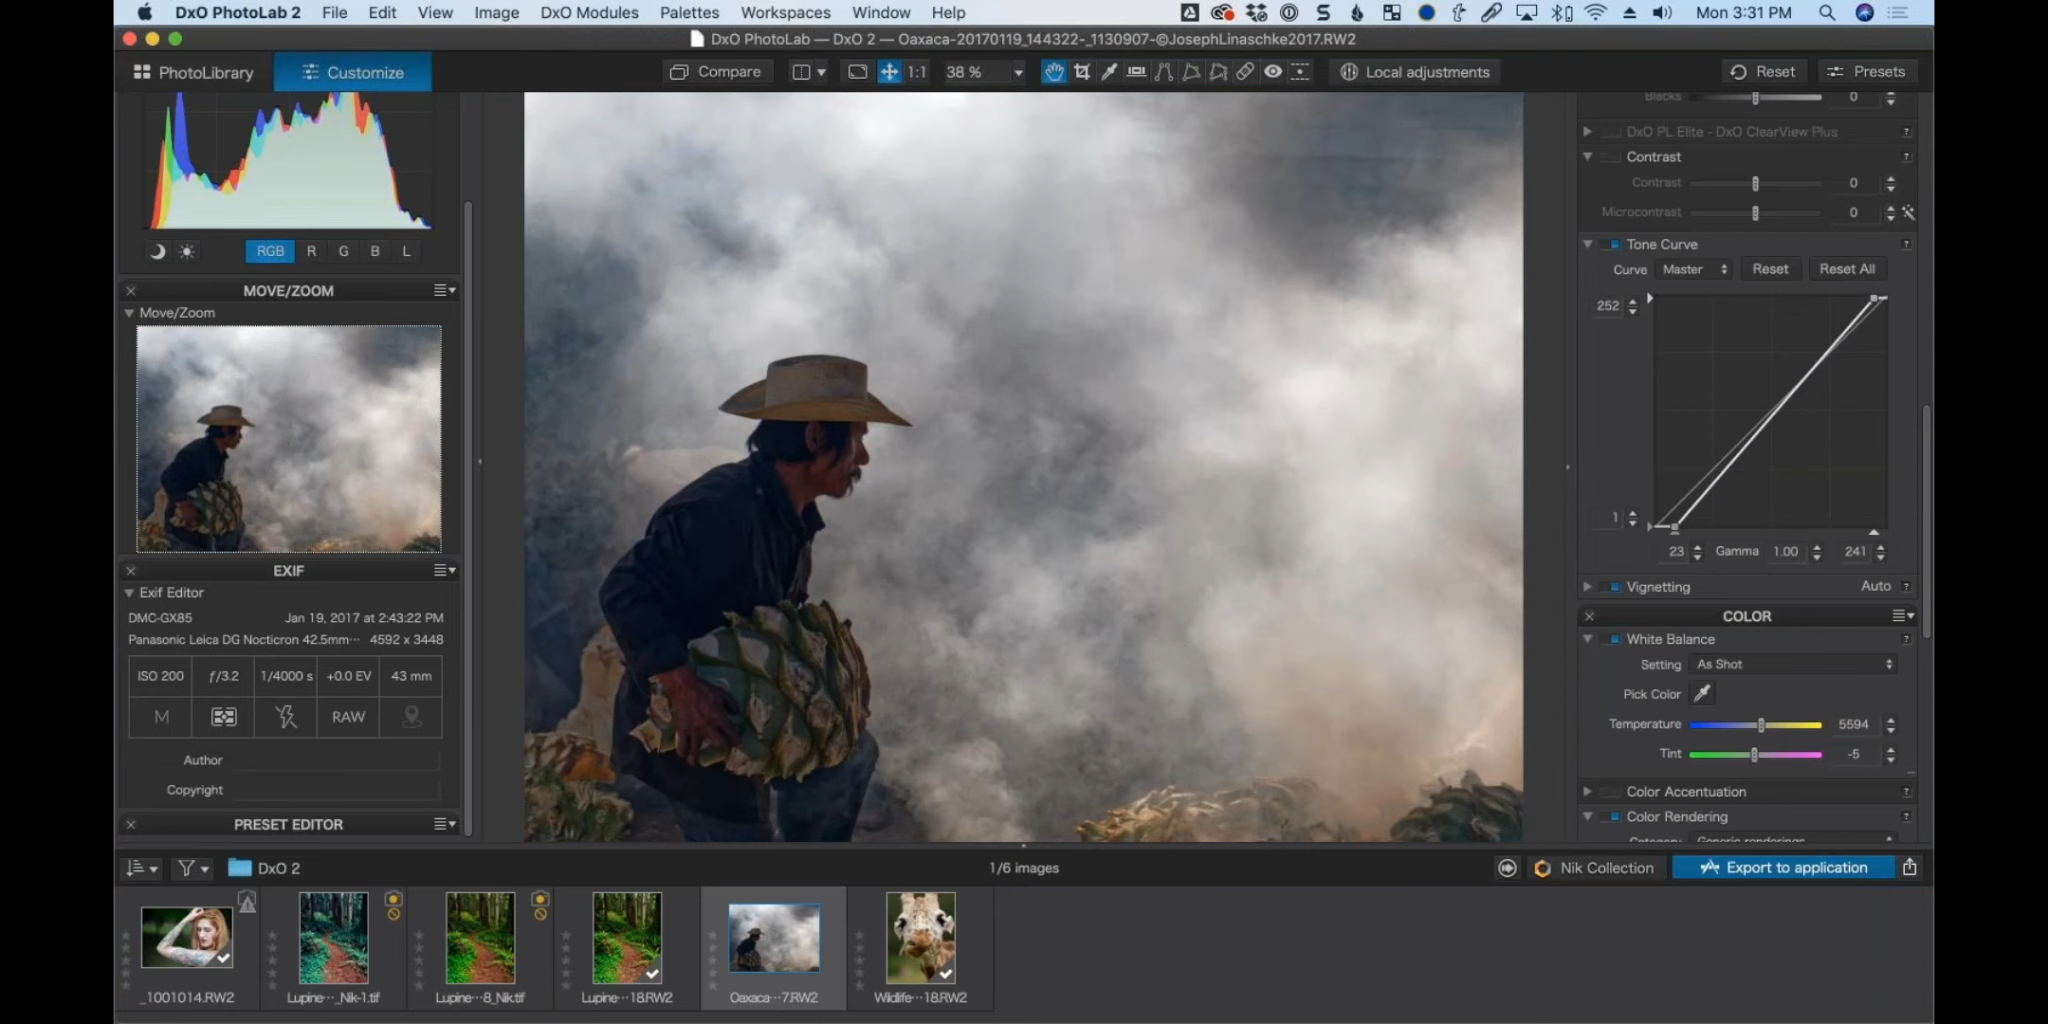 DxO PhotoLab 2 File Edit View Image DxO Modules Palettes Workspaces Window Help Mon 3:31 PM
DxO PhotoLab — DxO 2 — Oaxaca-20170119_144322-_1130907-©JosephLinaschke2017.RW2
PhotoLibrary Customize Compare 1:1 38 % Local adjustments Reset Presets
Blacks 0
DxO PL Elite - DxO ClearView Plus ?
Contrast ?
Contrast 0
Microcontrast 0
Tone Curve ?
Curve Master Reset Reset All
252
1
23 Gamma 1.00 241
Vignetting Auto ?
COLOR
White Balance ?
Setting As Shot
Pick Color
Temperature 5594
Tint -5
Color Accentuation ?
Color Rendering ?
Category Generic renderings
RGB R G B L
MOVE/ZOOM
Move/Zoom
EXIF
Exif Editor
DMC-GX85 Jan 19, 2017 at 2:43:22 PM
Panasonic Leica DG Nocticron 42.5mm··· 4592 x 3448
ISO 200 ƒ/3.2 1/4000 s +0.0 EV 43 mm
M RAW
Author
Copyright
PRESET EDITOR
DxO 2 1/6 images Nik Collection Export to application
_1001014.RW2 Lupine···_Nik-1.tif Lupine···8_Nik.tif Lupine···18.RW2 Oaxaca···7.RW2 Wildlife···18.RW2